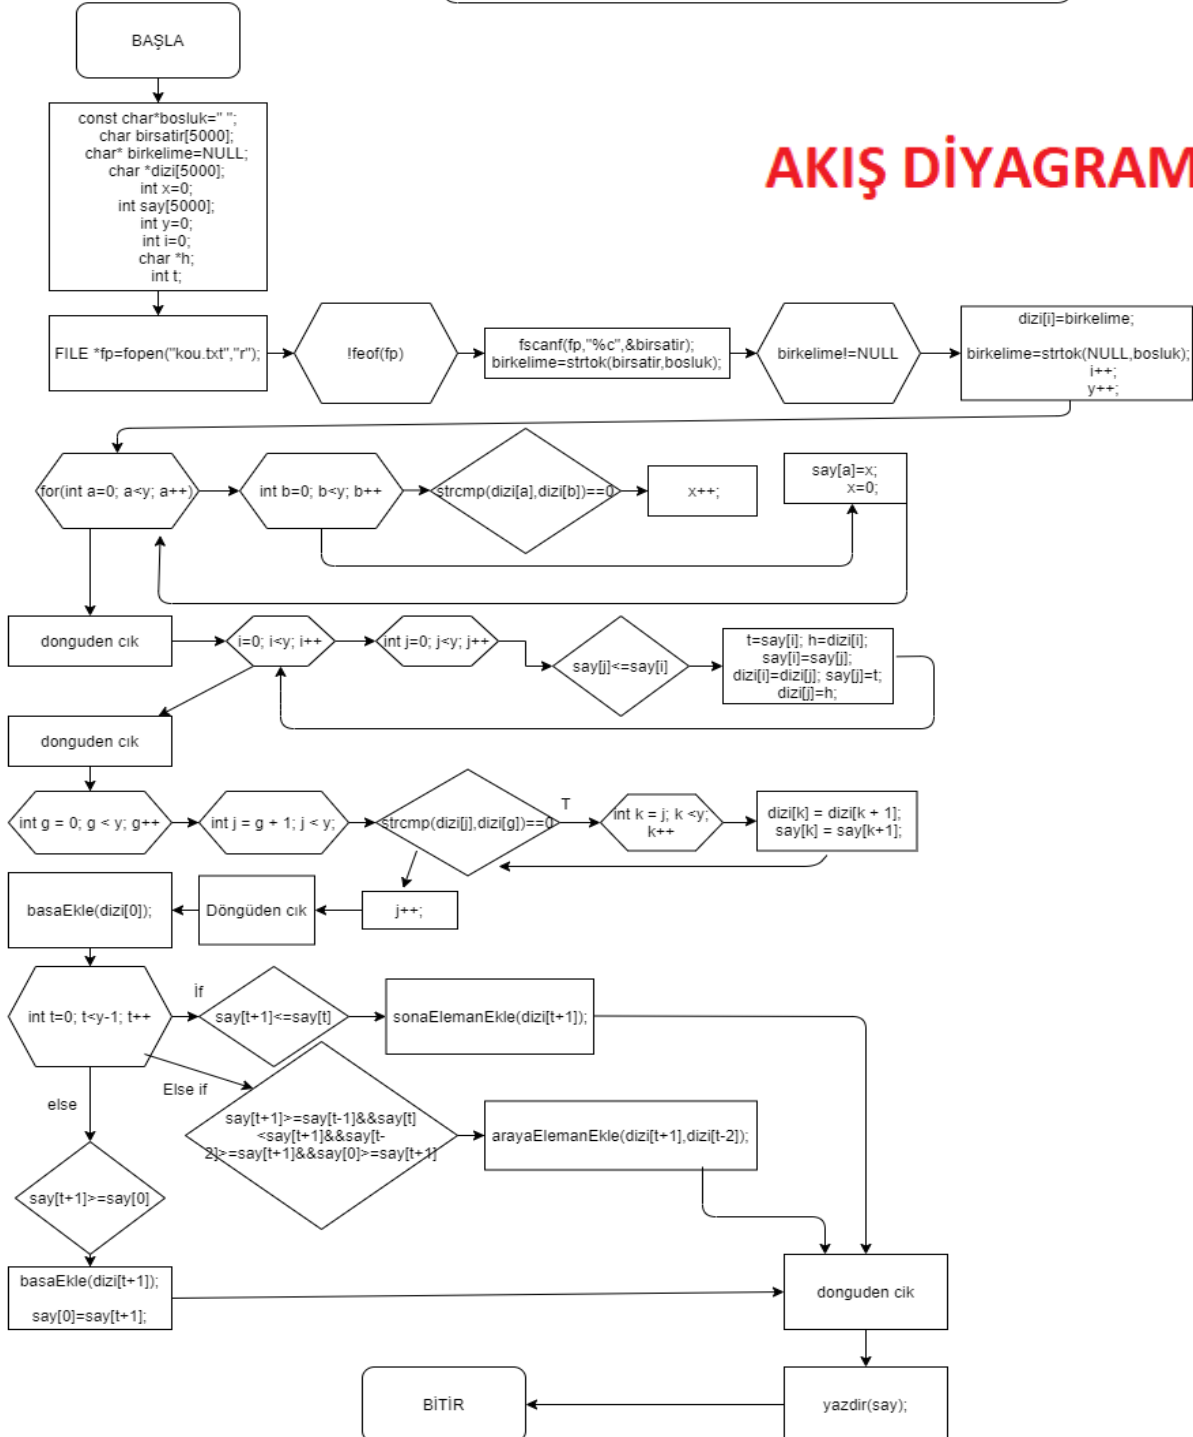 BAŞLA
AKIŞ DİYAGRAM
const char*bosluk=" ";
char birsatir[5000];
char* birkelime=NULL;
char *dizi[5000];
int x=0;
int say[5000];
int y=0;
int i=0;
char *h;
int t;
FILE *fp=fopen("kou.txt","r");
!feof(fp)
fscanf(fp,"%c",&birsatir);
birkelime=strtok(birsatir,bosluk);
birkelime!=NULL
dizi[i]=birkelime;
birkelime=strtok(NULL,bosluk);
i++;
y++;
for(int a=0; a<y; a++)
int b=0; b<y; b++
strcmp(dizi[a],dizi[b])==0
x++;
say[a]=x;
x=0;
donguden cık
i=0; i<y; i++
int j=0; j<y; j++
say[j]<=say[i]
t=say[i]; h=dizi[i];
say[i]=say[j];
dizi[i]=dizi[j]; say[j]=t;
dizi[j]=h;
donguden cık
int g = 0; g < y; g++
int j = g + 1; j < y;
strcmp(dizi[j],dizi[g])==0
T
int k = j; k <y;
k++
dizi[k] = dizi[k + 1];
say[k] = say[k+1];
basaEkle(dizi[0]);
Döngüden cık
j++;
int t=0; t<y-1; t++
İf
say[t+1]<=say[t]
sonaElemanEkle(dizi[t+1]);
Else if
else
say[t+1]>=say[t-1]&&say[t]
<say[t+1]&&say[t-
2]>=say[t+1]&&say[0]>=say[t+1]
arayaElemanEkle(dizi[t+1],dizi[t-2]);
say[t+1]>=say[0]
basaEkle(dizi[t+1]);
say[0]=say[t+1];
donguden cik
BİTİR
yazdir(say);